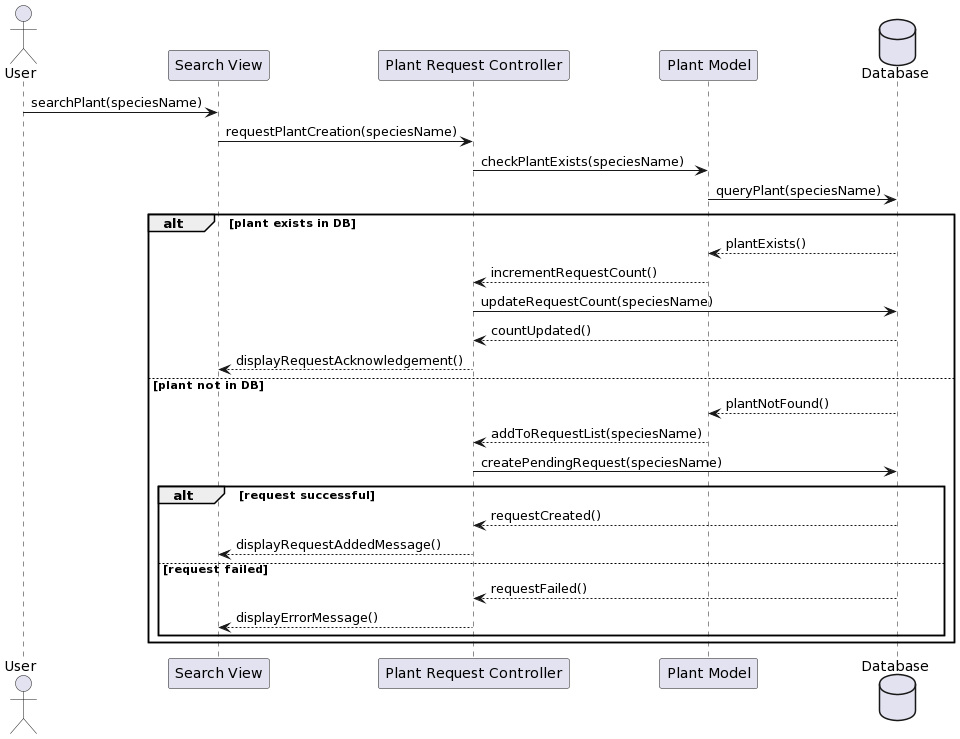 User
Search View
Plant Request Controller
Plant Model
Database
searchPlant(speciesName)
requestPlantCreation(speciesName)
checkPlantExists(speciesName)
queryPlant(speciesName)
alt
[plant exists in DB]
plantExists()
incrementRequestCount()
updateRequestCount(speciesName)
countUpdated()
displayRequestAcknowledgement()
[plant not in DB]
plantNotFound()
addToRequestList(speciesName)
createPendingRequest(speciesName)
alt
[request successful]
requestCreated()
displayRequestAddedMessage()
[request failed]
requestFailed()
displayErrorMessage()
User
Search View
Plant Request Controller
Plant Model
Database